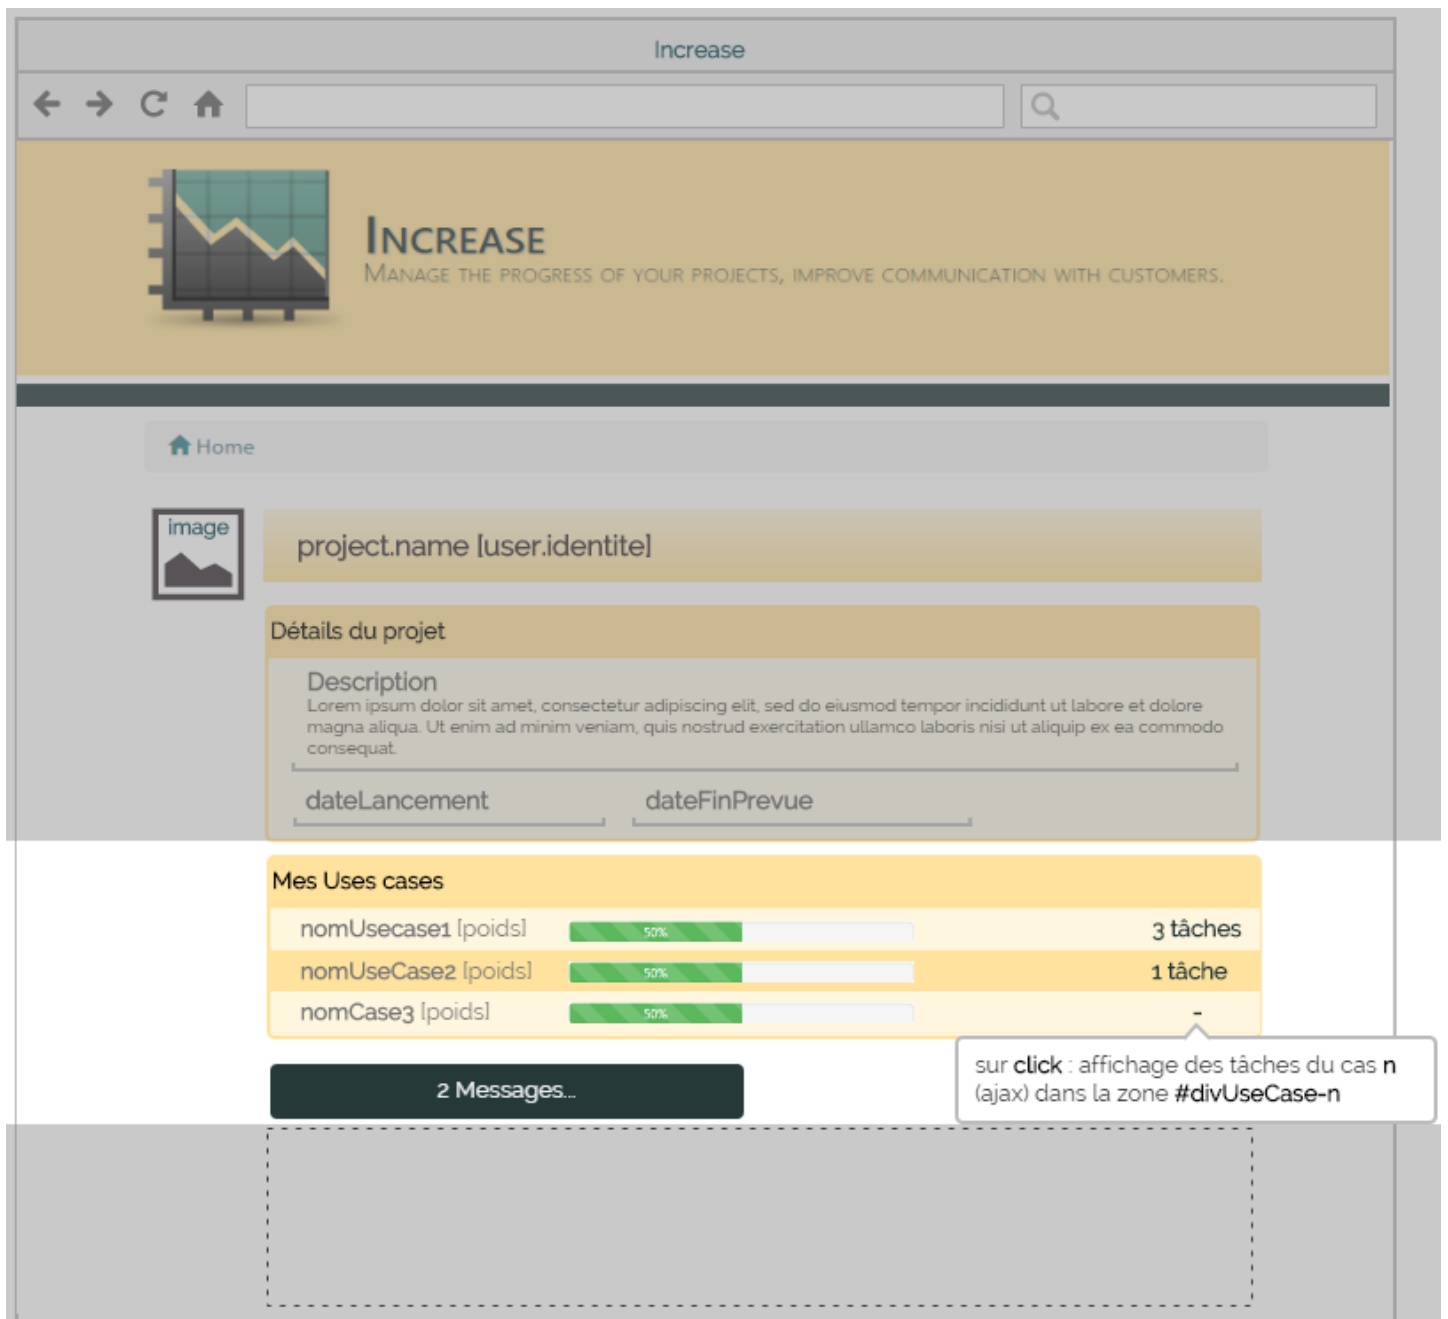 Increase
INCREASE
MANAGE THE PROGRESS OF YOUR PROJECTS, IMPROVE COMMUNICATION WITH CUSTOMERS.
Home
image
project.name [user.identite]
Détails du projet
Description
Lorem ipsum dolor sit amet, consectetur adipiscing elit, sed do eiusmod tempor incididunt ut labore et dolore
magna aliqua. Ut enim ad minim veniam, quis nostrud exercitation ullamco laboris nisi ut aliquip ex ea commodo
consequat.
dateLancement dateFinPrevue
Mes Uses cases
nomUsecase1 [poids] 50% 3 tâches
nomUseCase2 [poids] 50% 1 tâche
nomCase3 [poids] 50% -
sur click : affichage des tâches du cas n
(ajax) dans la zone #divUseCase-n
2 Messages...